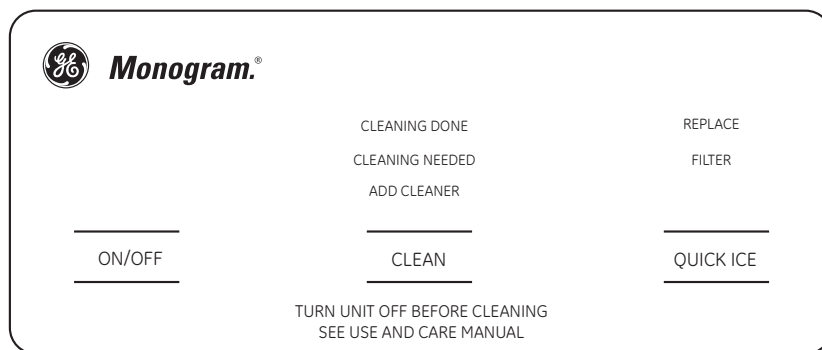 GE Monogram.®
CLEANING DONE
REPLACE
CLEANING NEEDED
FILTER
ADD CLEANER
ON/OFF
CLEAN
QUICK ICE
TURN UNIT OFF BEFORE CLEANING
SEE USE AND CARE MANUAL